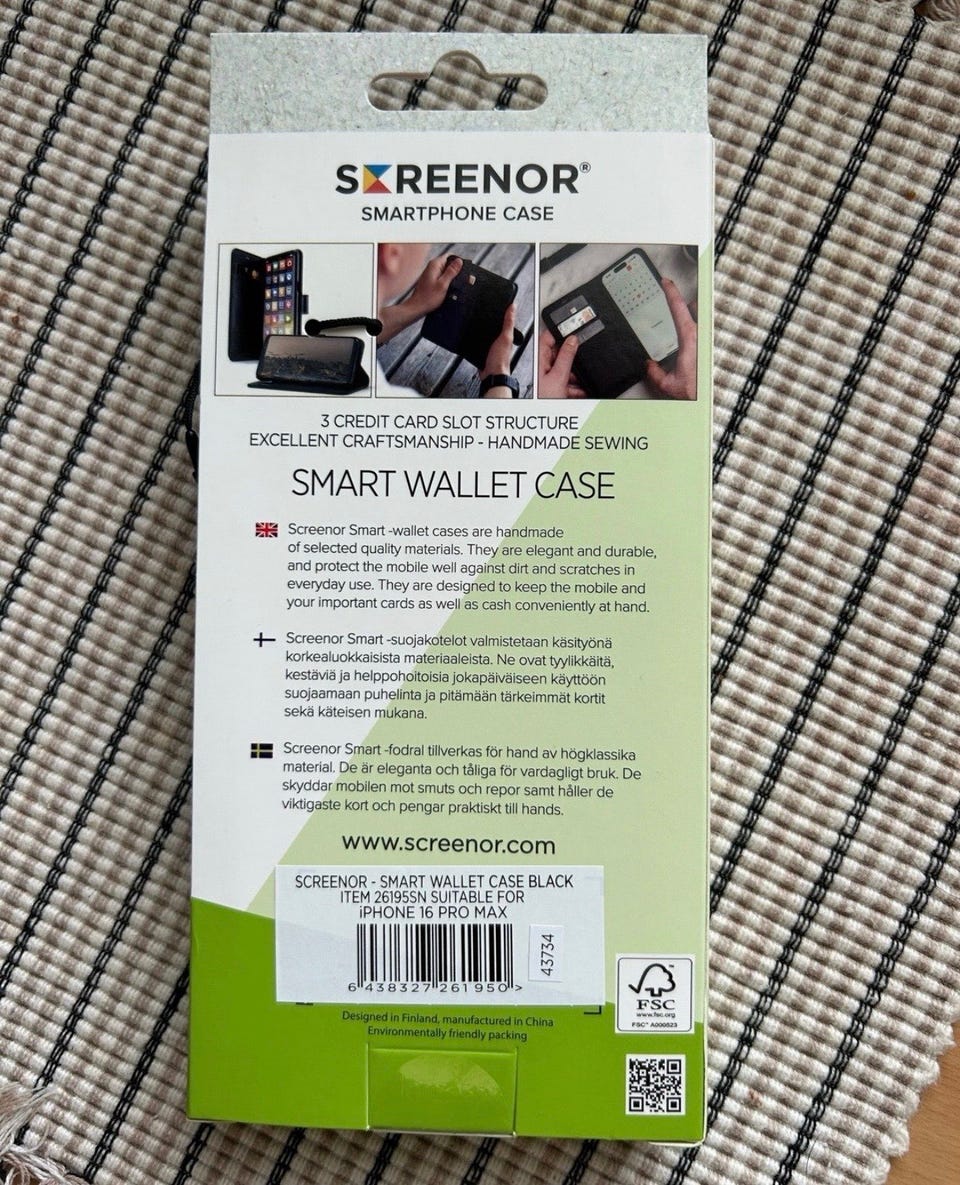 SCREENOR®
SMARTPHONE CASE
3 CREDIT CARD SLOT STRUCTURE
EXCELLENT CRAFTSMANSHIP - HANDMADE SEWING
SMART WALLET CASE
Screenor Smart -wallet cases are handmade
of selected quality materials. They are elegant and durable,
and protect the mobile well against dirt and scratches in
everyday use. They are designed to keep the mobile and
your important cards as well as cash conveniently at hand.
Screenor Smart -suojakotelot valmistetaan käsityönä
korkealuokkaisista materiaaleista. Ne ovat tyylikkäitä,
kestäviä ja helppohoitoisia jokapäiväiseen käyttöön
suojaamaan puhelinta ja pitämään tärkeimmät kortit
sekä käteisen mukana.
Screenor Smart -fodral tillverkas för hand av högklassika
material. De är eleganta och tåliga för vardagligt bruk. De
skyddar mobilen mot smuts och repor samt håller de
viktigaste kort och pengar praktiskt till hands.
www.screenor.com
SCREENOR - SMART WALLET CASE BLACK
ITEM 26195SN SUITABLE FOR
iPHONE 16 PRO MAX
43734
6 438327 261950 >
FSC
www.fsc.org
FSC® A000523
Designed in Finland, manufactured in China
Environmentally friendly packing